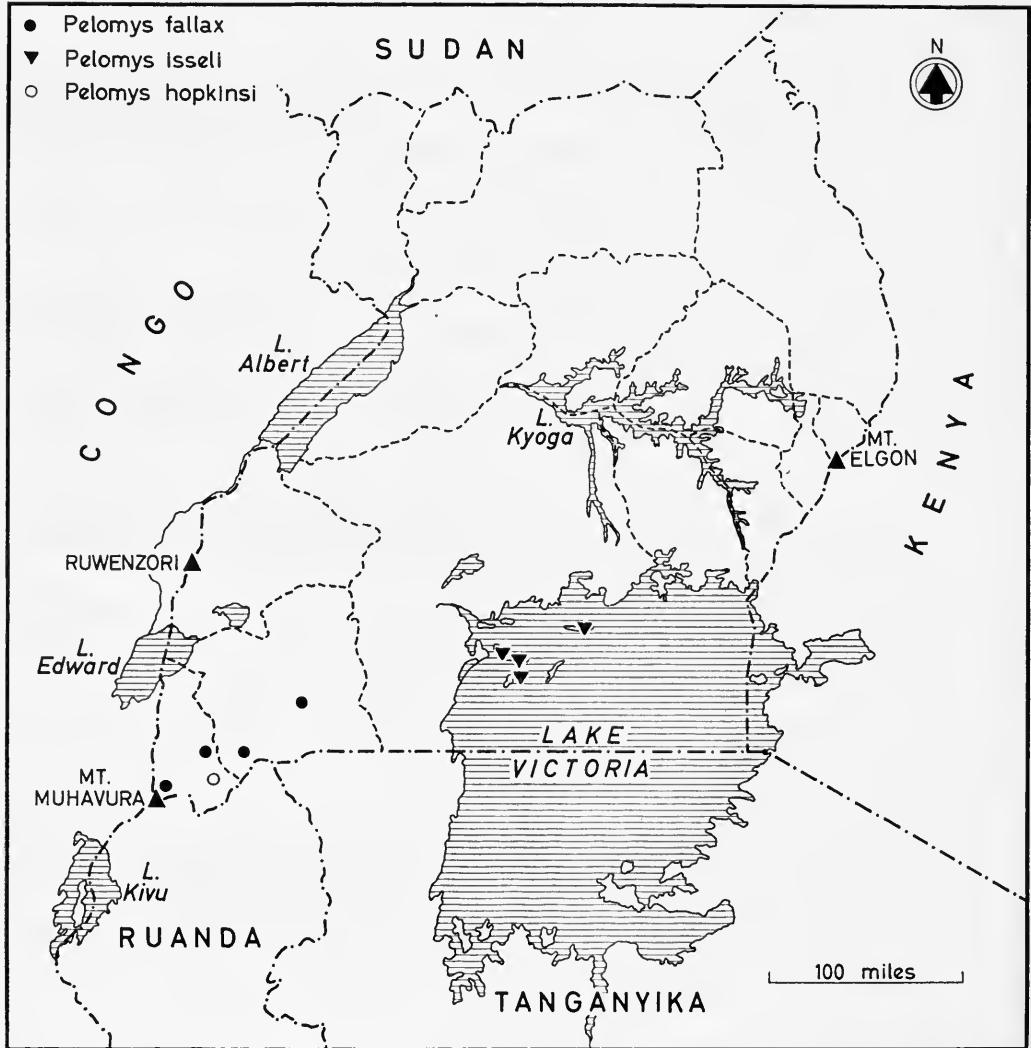 Pelomys fallax
Pelomys isseli
Pelomys hopkinsi
SUDAN
N
CONGO
L.
Albert
L.
Kyoga
MT.
ELGON
KENYA
RUWENZORI
L.
Edward
LAKE
VICTORIA
MT.
MUHAVURA
L.
Kivu
RUANDA
100 miles
TANGANYIKA